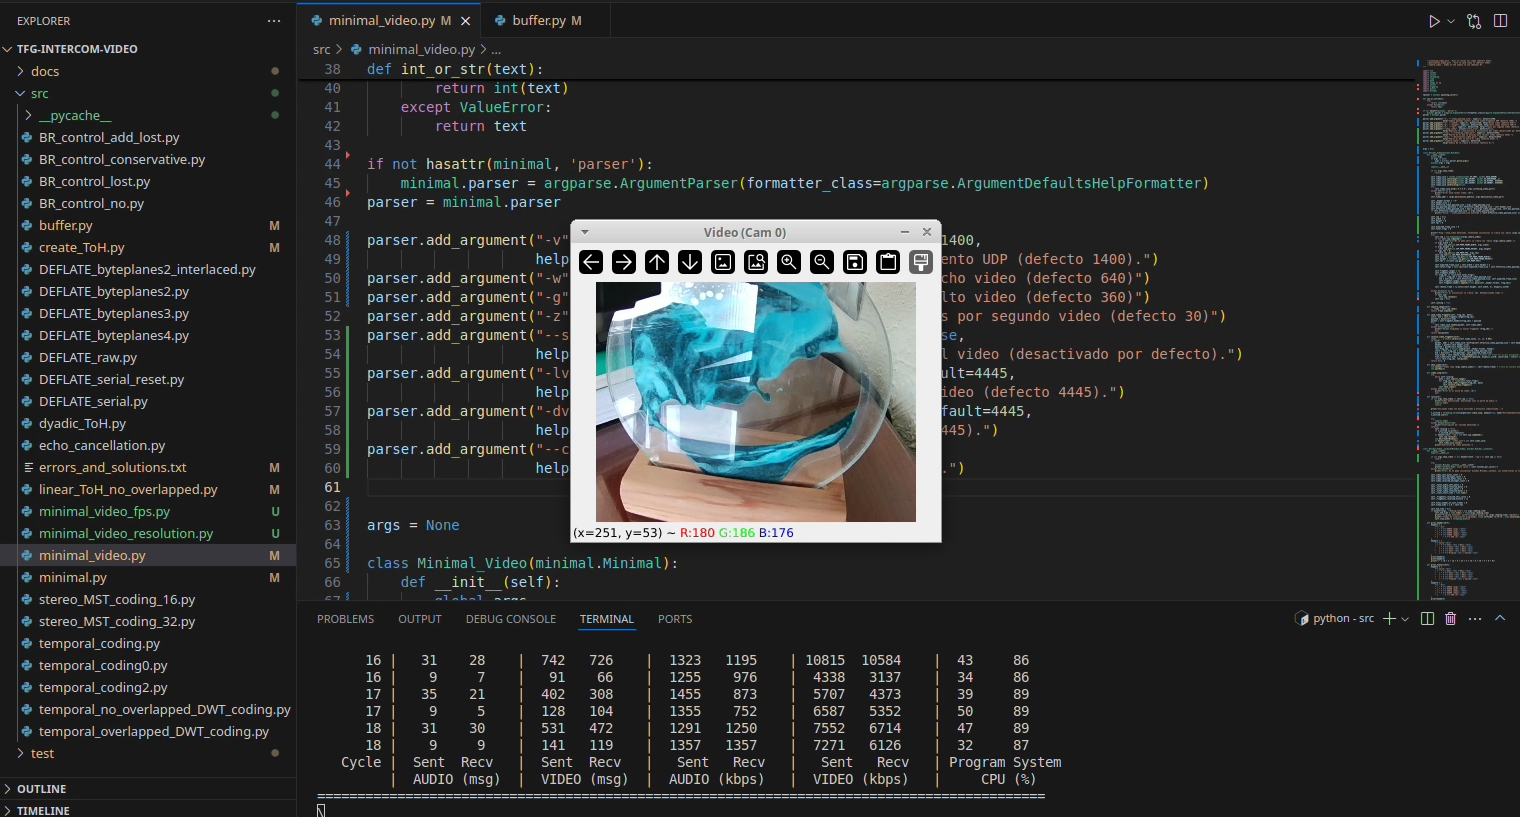 EXPLORER
TFG-INTERCOM-VIDEO
docs
src
__pycache__
BR_control_add_lost.py
BR_control_conservative.py
BR_control_lost.py
BR_control_no.py
buffer.py M
create_ToH.py M
DEFLATE_byteplanes2_interlaced.py
DEFLATE_byteplanes2.py
DEFLATE_byteplanes3.py
DEFLATE_byteplanes4.py
DEFLATE_raw.py
DEFLATE_serial_reset.py
DEFLATE_serial.py
dyadic_ToH.py
echo_cancellation.py
errors_and_solutions.txt M
linear_ToH_no_overlapped.py M
minimal_video_fps.py U
minimal_video_resolution.py U
minimal_video.py M
minimal.py M
stereo_MST_coding_16.py
stereo_MST_coding_32.py
temporal_coding.py
temporal_coding0.py
temporal_coding2.py
temporal_no_overlapped_DWT_coding.py
temporal_overlapped_DWT_coding.py
test
OUTLINE
TIMELINE
minimal_video.py M
buffer.py M
src > minimal_video.py > ...
38 def int_or_str(text):
40 return int(text)
41 except ValueError:
42 return text
43
44 if not hasattr(minimal, 'parser'):
45 minimal.parser = argparse.ArgumentParser(formatter_class=argparse.ArgumentDefaultsHelpFormatter)
46 parser = minimal.parser
47
48 parser.add_argument("-v" 1400,
49 help ento UDP (defecto 1400).")
50 parser.add_argument("-w" cho video (defecto 640)")
51 parser.add_argument("-g" lto video (defecto 360)")
52 parser.add_argument("-z" s por segundo video (defecto 30)")
53 parser.add_argument("--s se,
54 help l video (desactivado por defecto).")
55 parser.add_argument("-lv ult=4445,
56 help ideo (defecto 4445).")
57 parser.add_argument("-dv fault=4445,
58 help 445).")
59 parser.add_argument("--c
60 help .")
61
62
63 args = None
64
65 class Minimal_Video(minimal.Minimal):
66 def __init__(self):
67 global args
Video (Cam 0)
(x=251, y=53) ~ R:180 G:186 B:176
PROBLEMS OUTPUT DEBUG CONSOLE TERMINAL PORTS
python - src
16 | 31 28 | 742 726 | 1323 1195 | 10815 10584 | 43 86
16 | 9 7 | 91 66 | 1255 976 | 4338 3137 | 34 86
17 | 35 21 | 402 308 | 1455 873 | 5707 4373 | 39 89
17 | 9 5 | 128 104 | 1355 752 | 6587 5352 | 50 89
18 | 31 30 | 531 472 | 1291 1250 | 7552 6714 | 47 89
18 | 9 9 | 141 119 | 1357 1357 | 7271 6126 | 32 87
Cycle | Sent Recv | Sent Recv | Sent Recv | Sent Recv | Program System
| AUDIO (msg) | VIDEO (msg) | AUDIO (kbps) | VIDEO (kbps) | CPU (%)